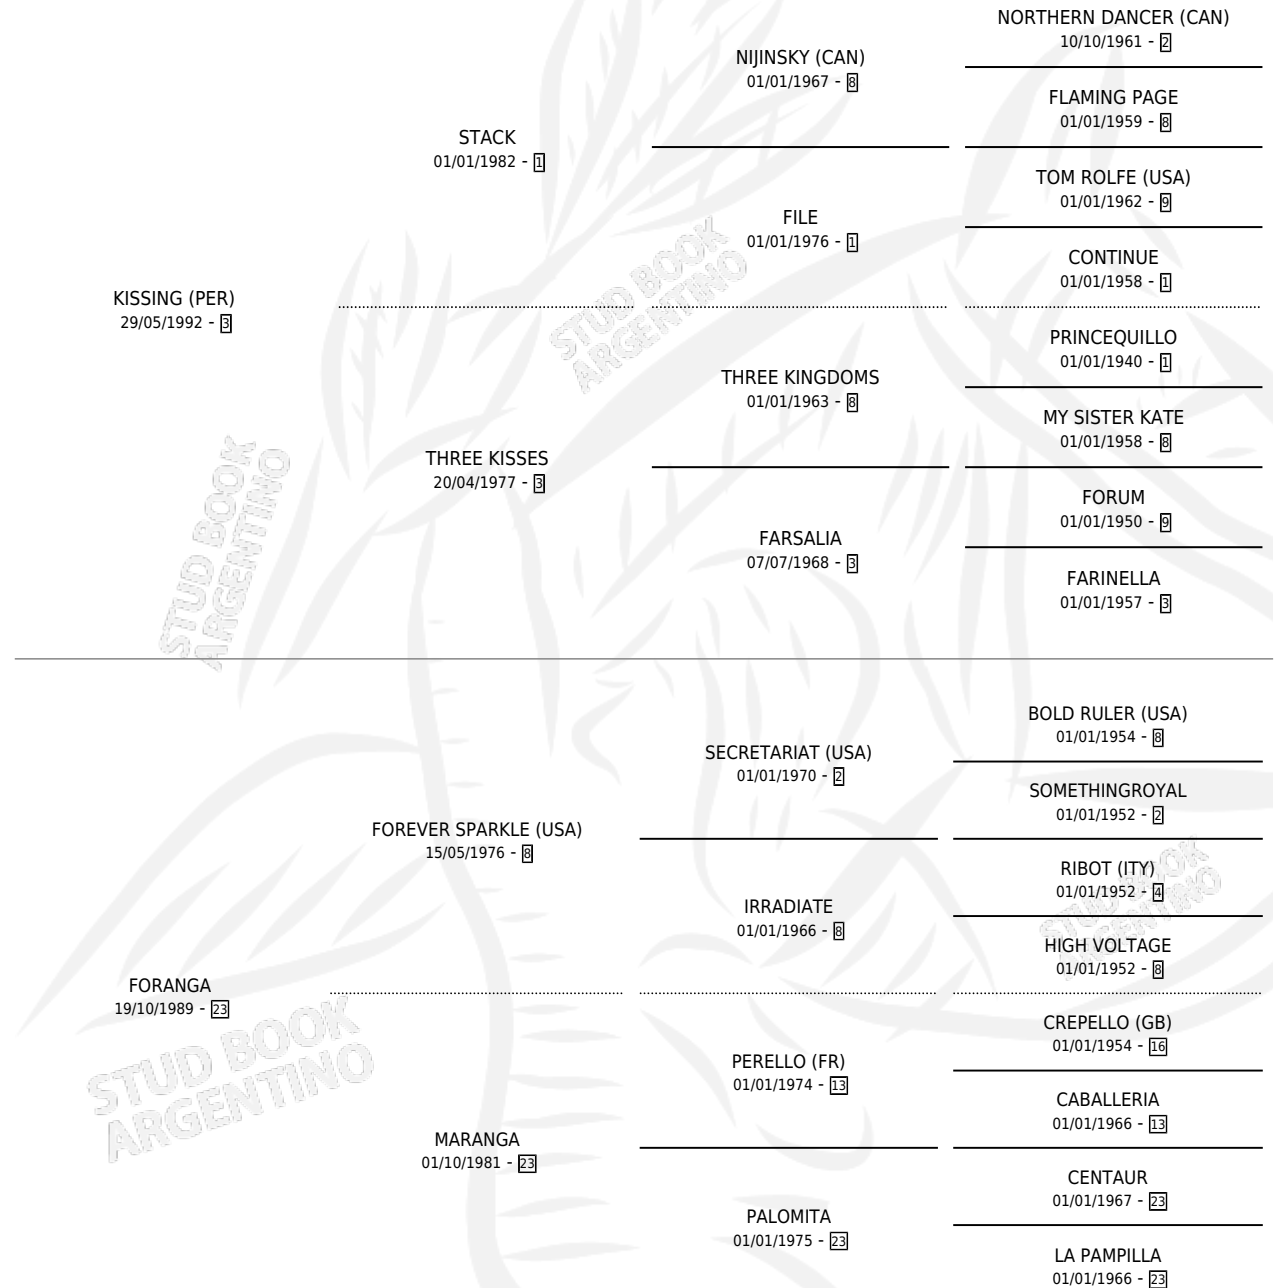 NORTHERN DANCER (CAN)
10/10/1961 - 2
NIJINSKY (CAN)
01/01/1967 - 8
FLAMING PAGE
01/01/1959 - 8
STACK
01/01/1982 - 1
TOM ROLFE (USA)
01/01/1962 - 9
FILE
01/01/1976 - 1
CONTINUE
01/01/1958 - 1
KISSING (PER)
29/05/1992 - 3
PRINCEQUILLO
01/01/1940 - 1
THREE KINGDOMS
01/01/1963 - 8
MY SISTER KATE
01/01/1958 - 8
THREE KISSES
20/04/1977 - 3
FORUM
01/01/1950 - 9
FARSALIA
07/07/1968 - 3
FARINELLA
01/01/1957 - 3
STUD BOOK
ARGENTINO
STUD BOOK
ARGENTINO
BOLD RULER (USA)
01/01/1954 - 8
SECRETARIAT (USA)
01/01/1970 - 2
SOMETHINGROYAL
01/01/1952 - 2
FOREVER SPARKLE (USA)
15/05/1976 - 8
RIBOT (ITY)
01/01/1952 - 4
IRRADIATE
01/01/1966 - 8
HIGH VOLTAGE
01/01/1952 - 8
STUD BOOK
ARGENTINO
FORANGA
19/10/1989 - 23
CREPELLO (GB)
01/01/1954 - 16
PERELLO (FR)
01/01/1974 - 13
CABALLERIA
01/01/1966 - 13
STUD BOOK
ARGENTINO
MARANGA
01/10/1981 - 23
CENTAUR
01/01/1967 - 23
PALOMITA
01/01/1975 - 23
LA PAMPILLA
01/01/1966 - 23